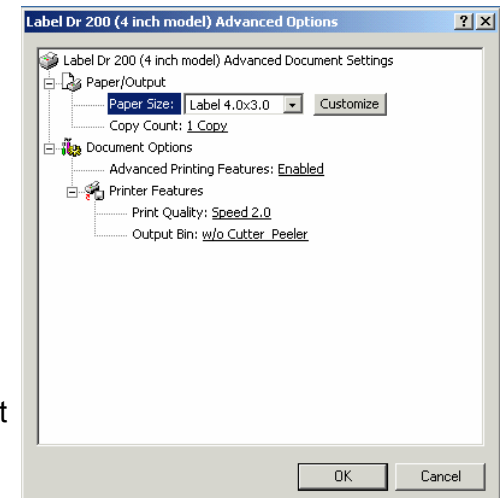 Label Dr 200 (4 inch model) Advanced Options ? X
Label Dr 200 (4 inch model) Advanced Document Settings
Paper/Output
Paper Size: Label 4.0x3.0 Customize
Copy Count: 1 Copy
Document Options
Advanced Printing Features: Enabled
Printer Features
Print Quality: Speed 2.0
Output Bin: w/o Cutter_Peeler
t
OK Cancel